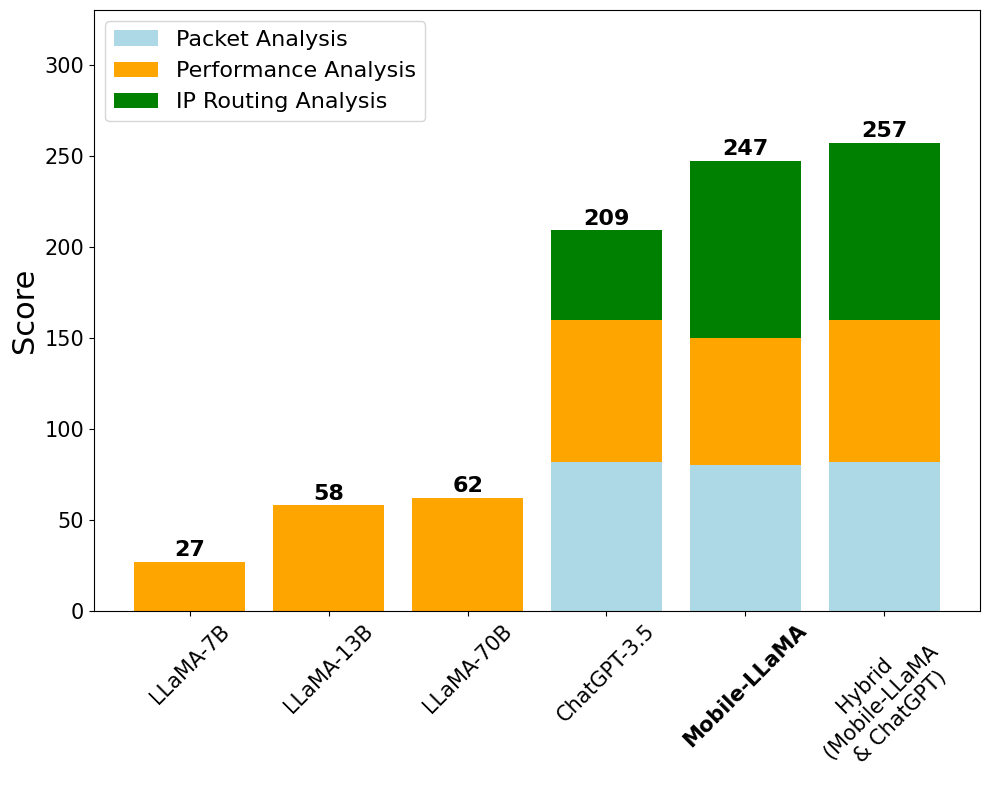 Packet Analysis
Performance Analysis
IP Routing Analysis
Score
300
250
200
150
100
50
0
27
58
62
209
247
257
LLaMA-7B
LLaMA-13B
LLaMA-70B
ChatGPT-3.5
Mobile-LLaMA
Hybrid
(Mobile-LLaMA
& ChatGPT)